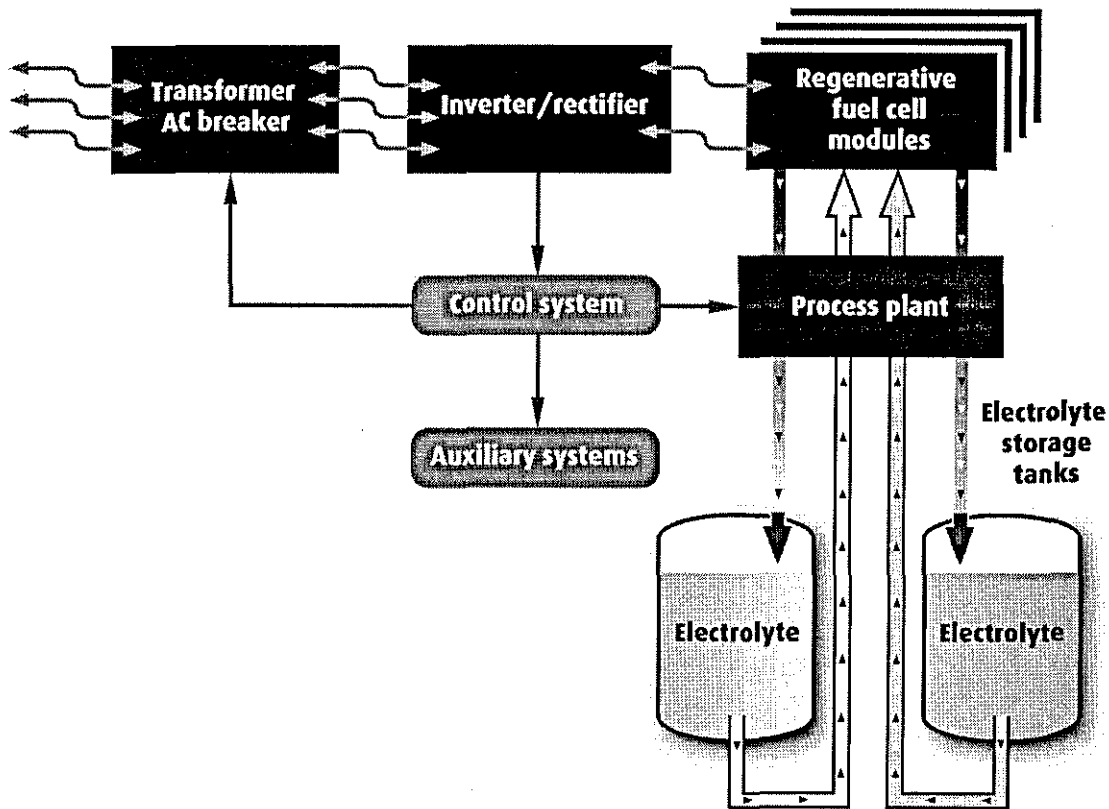 Transformer
AC breaker
Inverter/rectifier
Regenerative
fuel cell
modules
Control system
Process plant
Auxiliary systems
Electrolyte
storage
tanks
Electrolyte
Electrolyte